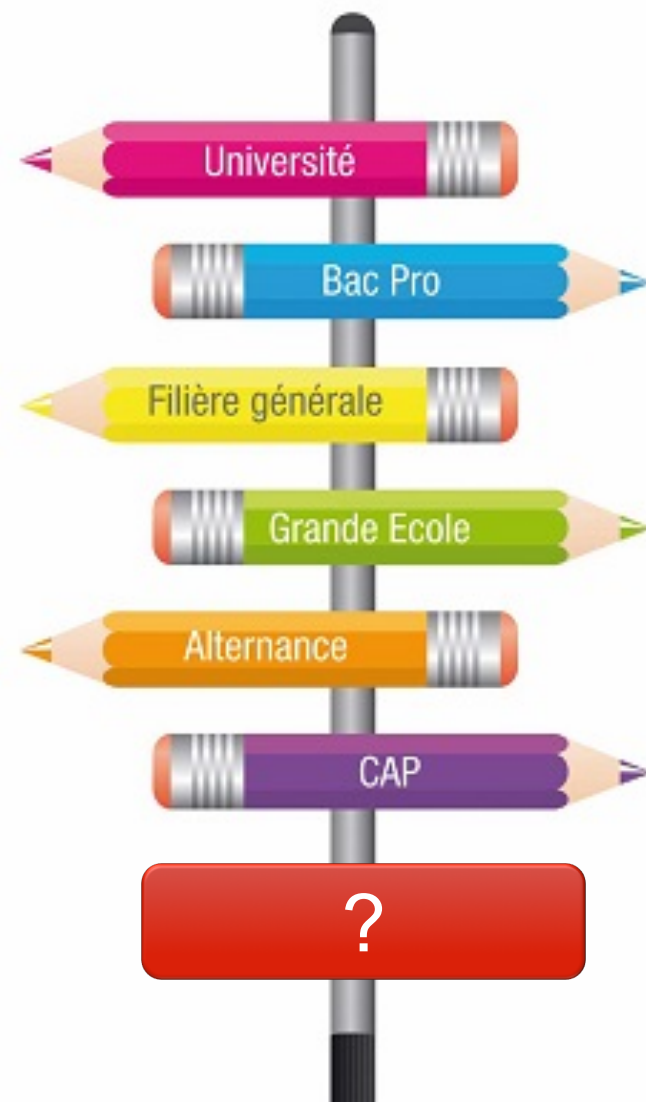 Université
Bac Pro
Filière générale
Grande Ecole
Alternance
CAP
?